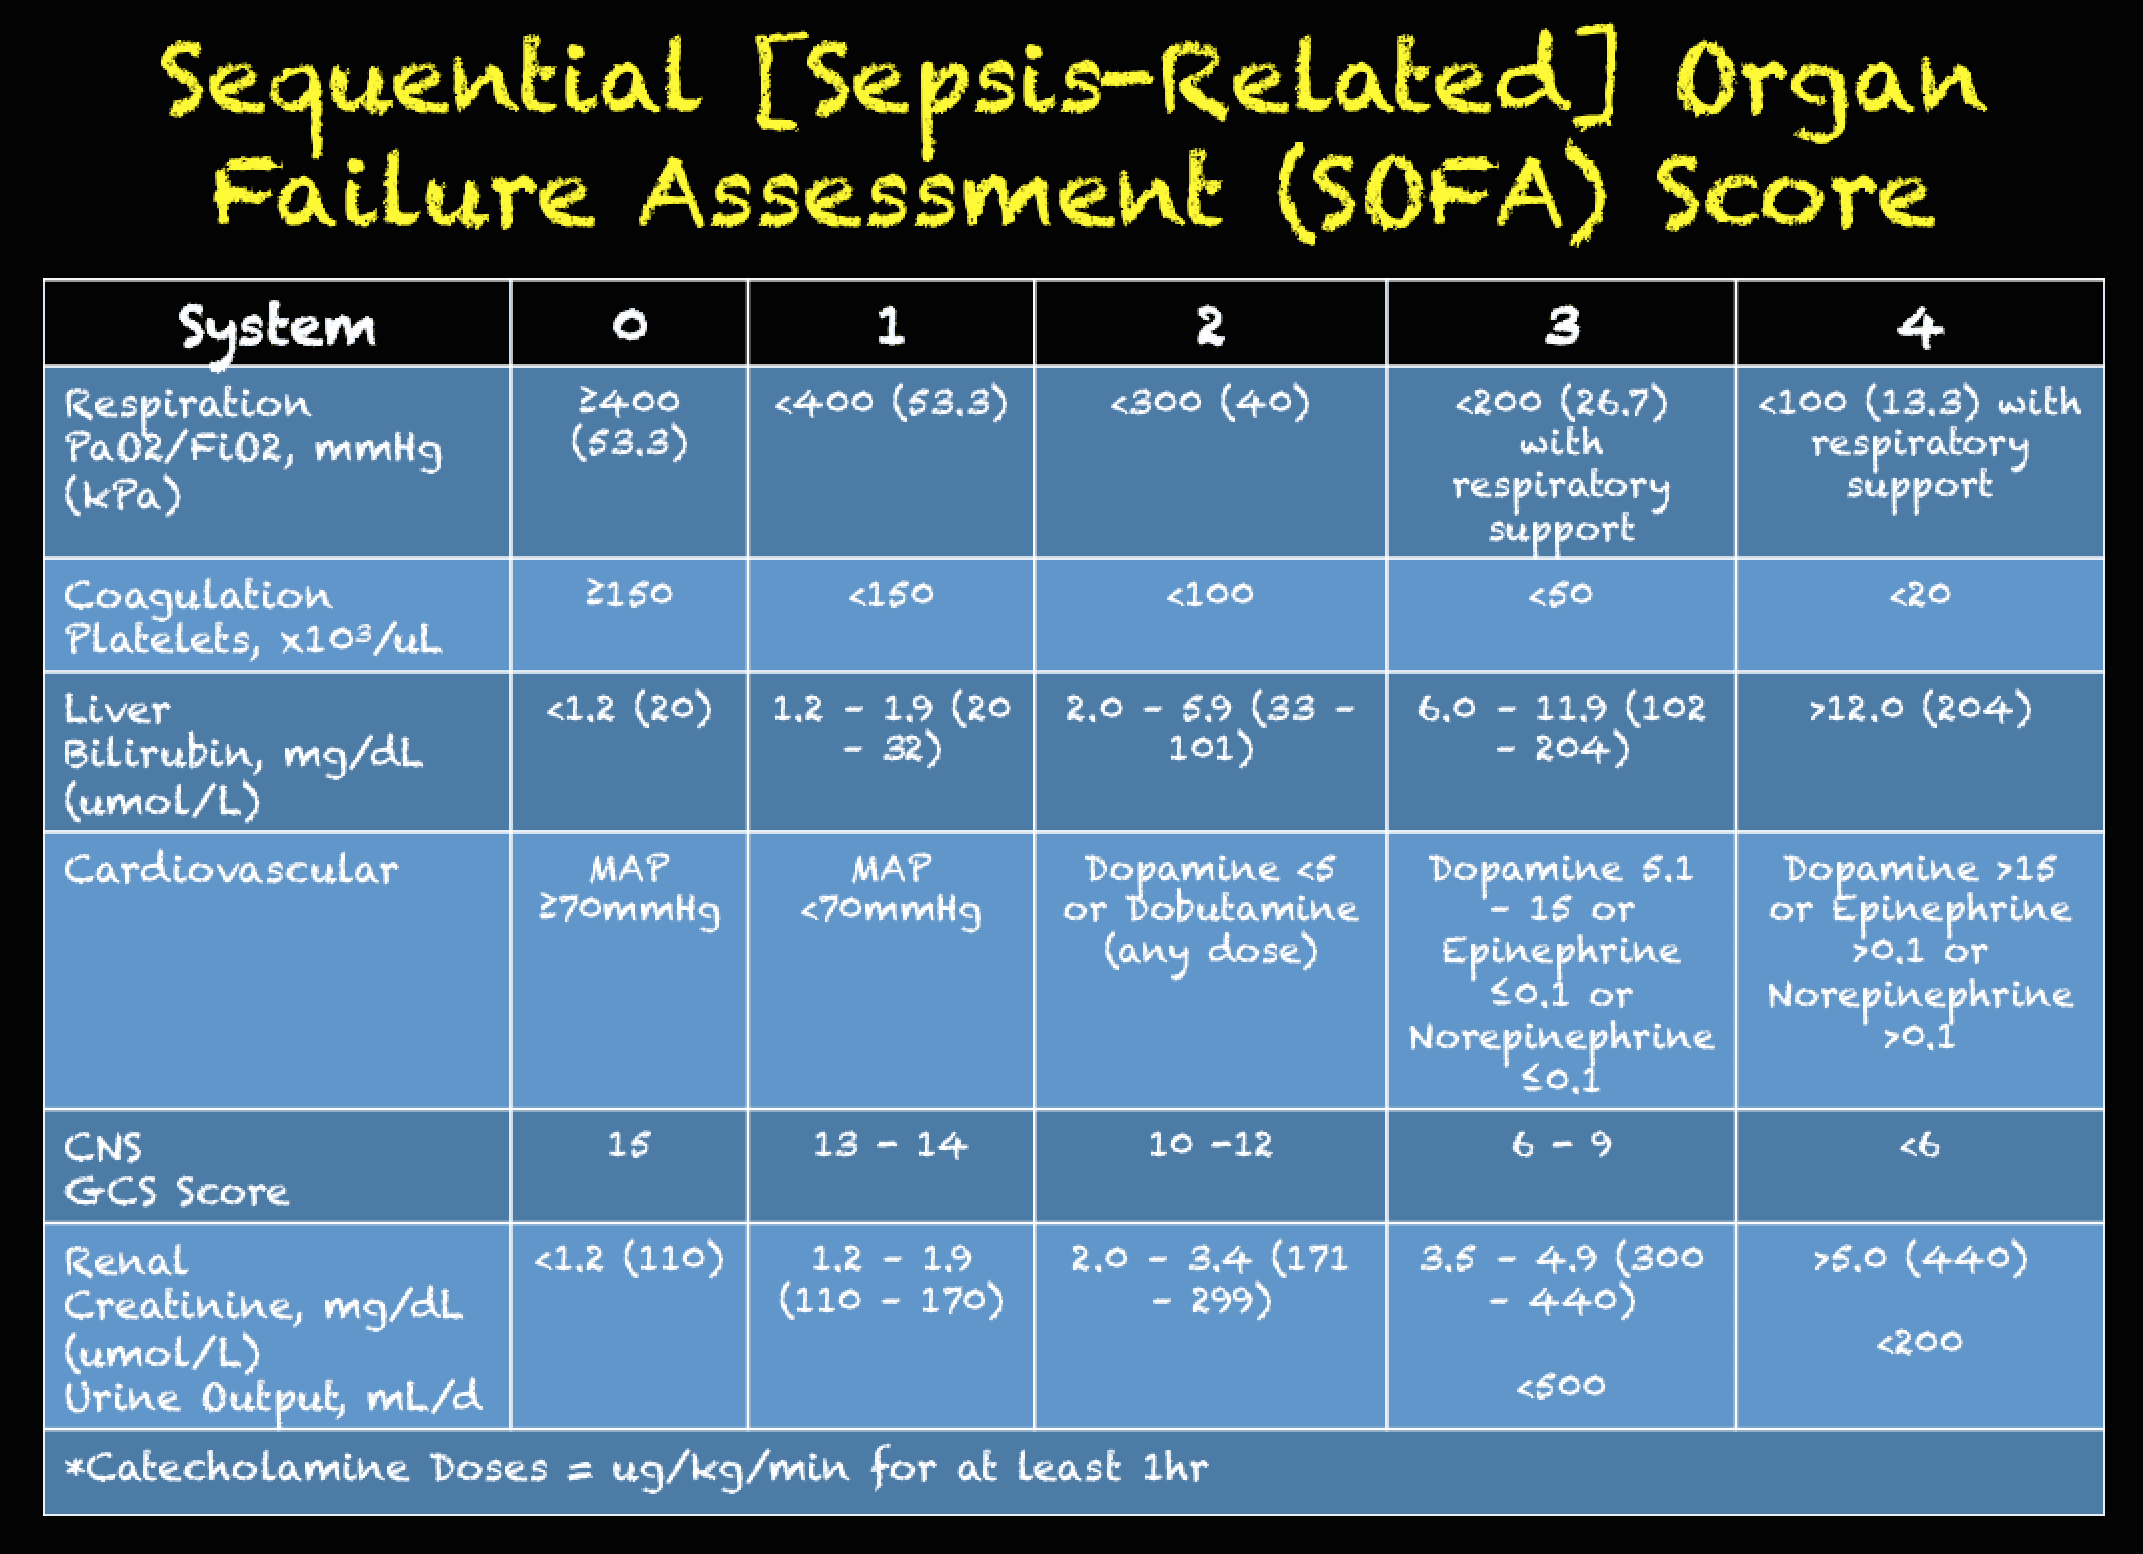 Sequential [Sepsis-Related] Organ
Failure Assessment (SOFA) Score
System 0 1 2 3 4
Respiration
PaO2/FiO2, mmHg
(kPa)
≥400
(53.3)
<400 (53.3)
<300 (40)
<200 (26.7)
with
respiratory
support
<100 (13.3) with
respiratory
support
Coagulation
Platelets, x10³/uL
≥150
<150
<100
<50
<20
Liver
Bilirubin, mg/dL
(umol/L)
<1.2 (20)
1.2 - 1.9 (20
- 32)
2.0 - 5.9 (33 -
101)
6.0 - 11.9 (102
- 204)
>12.0 (204)
Cardiovascular
MAP
≥70mmHg
MAP
<70mmHg
Dopamine <5
or Dobutamine
(any dose)
Dopamine 5.1
- 15 or
Epinephrine
≤0.1 or
Norepinephrine
≤0.1
Dopamine >15
or Epinephrine
>0.1 or
Norepinephrine
>0.1
CNS
GCS Score
15
13 - 14
10 -12
6 - 9
<6
Renal
Creatinine, mg/dL
(umol/L)
Urine Output, mL/d
<1.2 (110)
1.2 - 1.9
(110 - 170)
2.0 - 3.4 (171
- 299)
3.5 - 4.9 (300
- 440)
<500
>5.0 (440)
<200
*Catecholamine Doses = ug/kg/min for at least 1hr